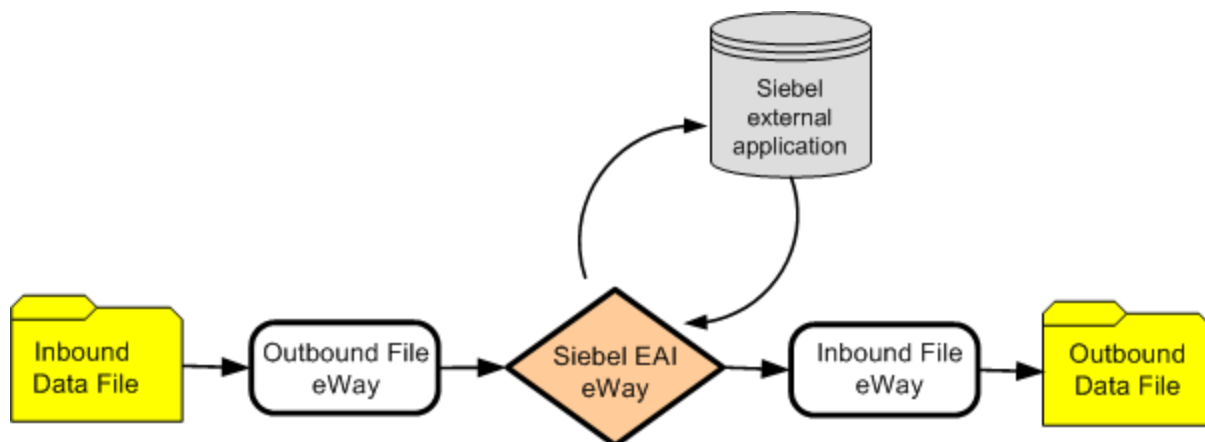 Siebel
external
application
Inbound
Data File
Outbound File
eWay
Siebel EAI
eWay
Inbound File
eWay
Outbound
Data File